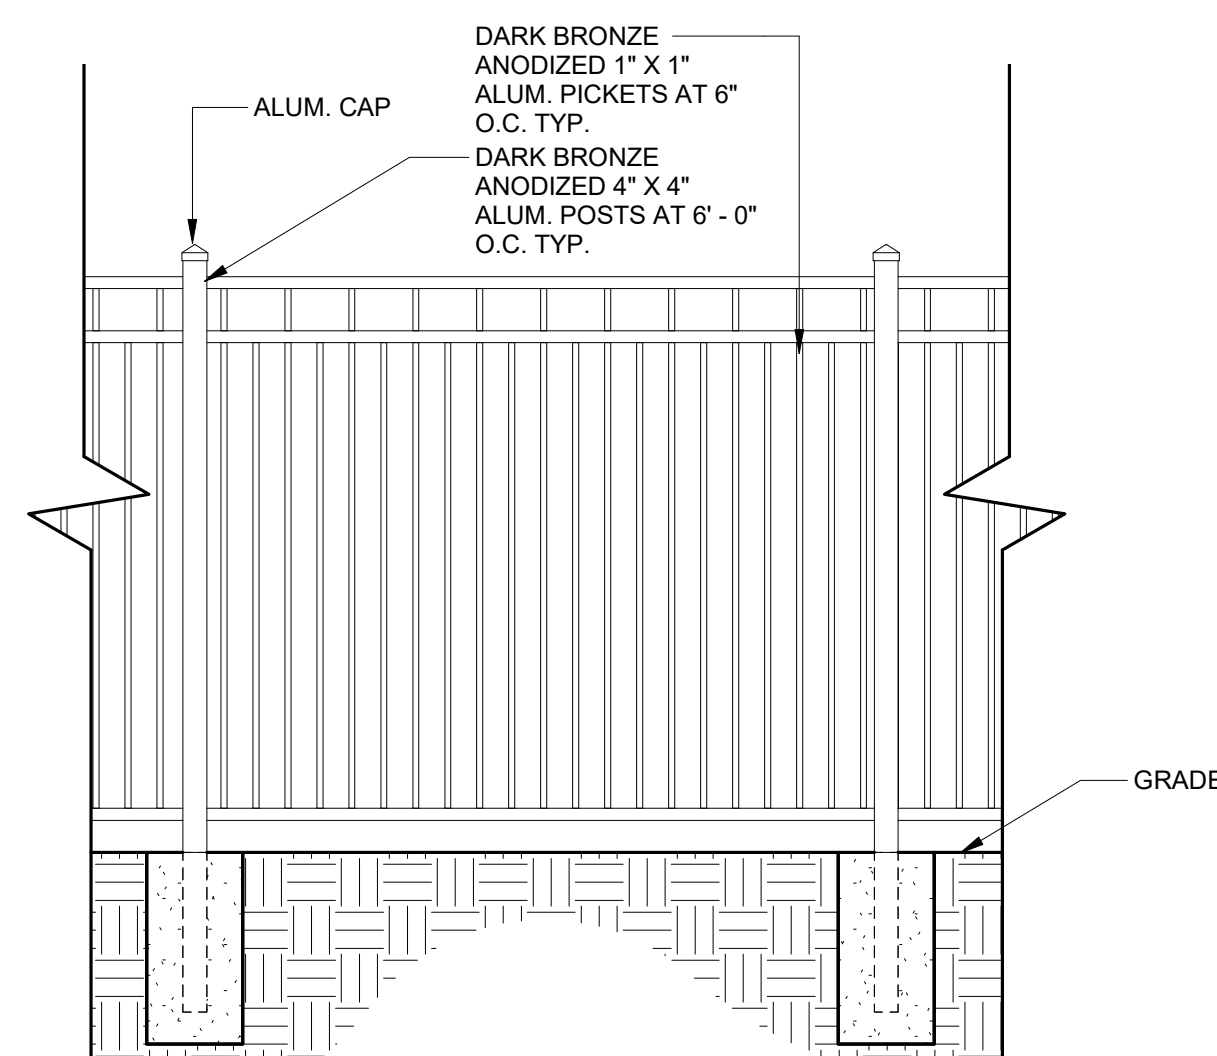 DARK BRONZE
ANODIZED 1" X 1"
ALUM. PICKETS AT 6"
O.C. TYP.
ALUM. CAP
DARK BRONZE
ANODIZED 4" X 4"
ALUM. POSTS AT 6' - 0"
O.C. TYP.
GRADE